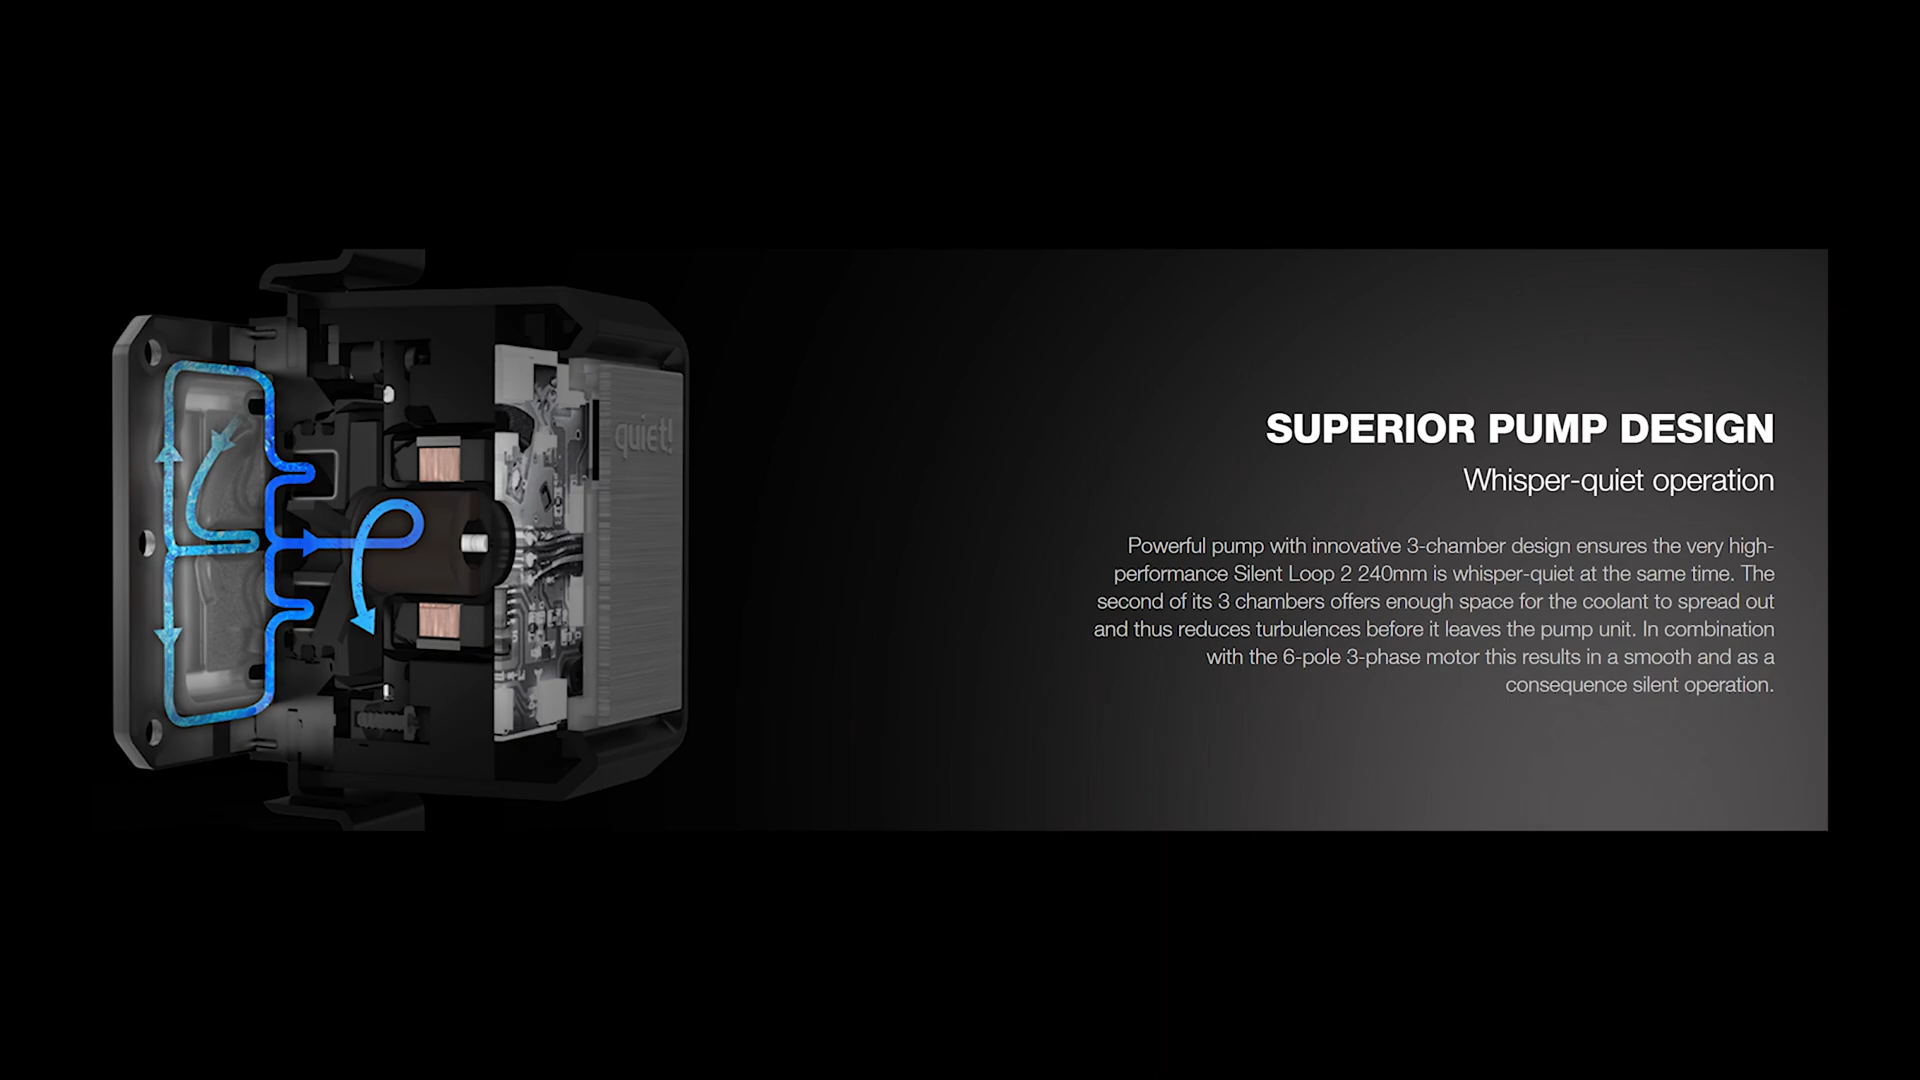 quiet!
SUPERIOR PUMP DESIGN
Whisper-quiet operation
Powerful pump with innovative 3-chamber design ensures the very high-
performance Silent Loop 2 240mm is whisper-quiet at the same time. The
second of its 3 chambers offers enough space for the coolant to spread out
and thus reduces turbulences before it leaves the pump unit. In combination
with the 6-pole 3-phase motor this results in a smooth and as a
consequence silent operation.